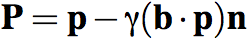 𝐏 = 𝐩 − γ(𝐛 · 𝐩)𝐧